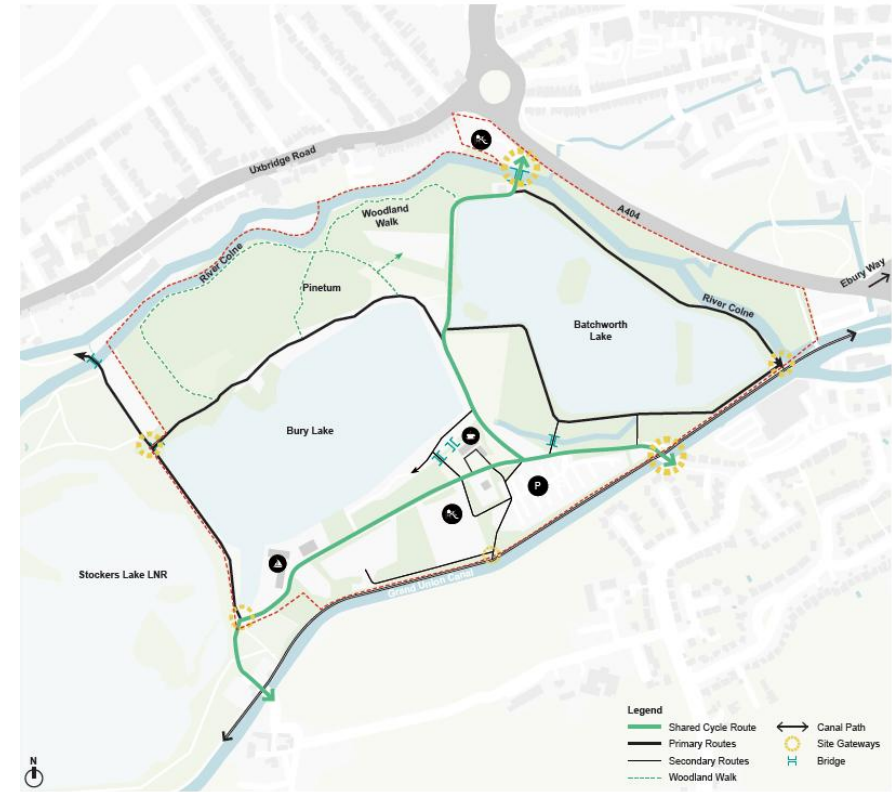 Uxbridge Road
Woodland
Walk
A404
River Colne
Pinetum
Ebury Way
River Colne
Batchworth
Lake
Bury Lake
P
Stockers Lake LNR
Grand Union Canal
Legend
Shared Cycle Route
Primary Routes
Secondary Routes
Woodland Walk
Canal Path
Site Gateways
Bridge
N